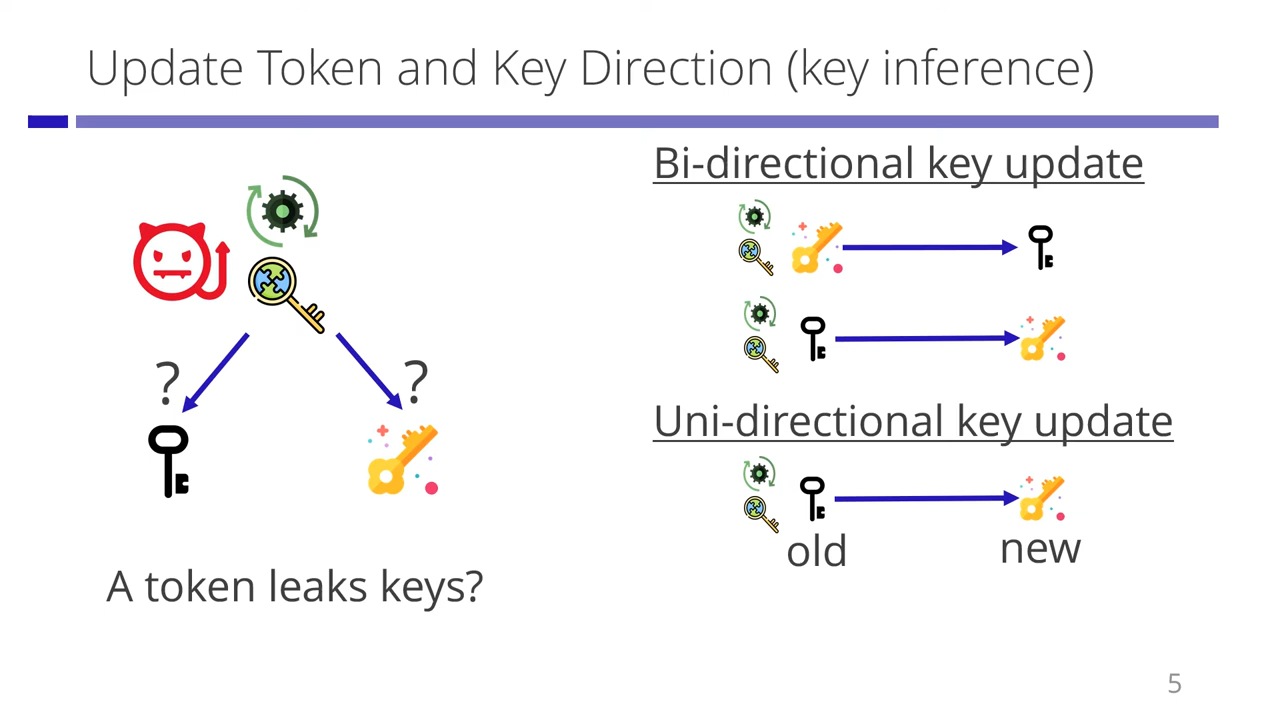 Update Token and Key Direction (key inference)
? ?
A token leaks keys?
Bi-directional key update
Uni-directional key update
old new
5